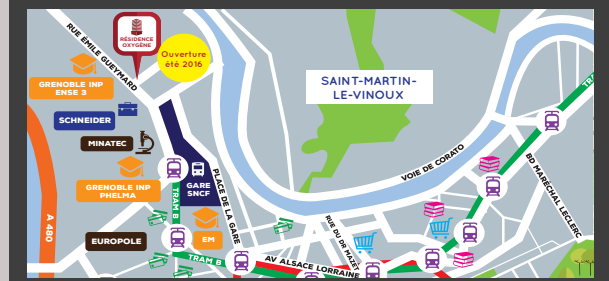 RUE ÉMILE GUEYMARD
RÉSIDENCE
OXYGÈNE
Ouverture
été 2016
GRENOBLE INP
ENSE 3
SAINT-MARTIN-
LE-VINOUX
SCHNEIDER
MINATEC
VOIE DE CORATO
GRENOBLE INP
PHELMA
GARE
SNCF
TRAM B
PLACE DE LA GARE
BD MARÉCHAL LECLERC
A 480
EUROPOLE
EM
RUE DU DR MAZET
TRAM B
AV ALSACE LORRAINE